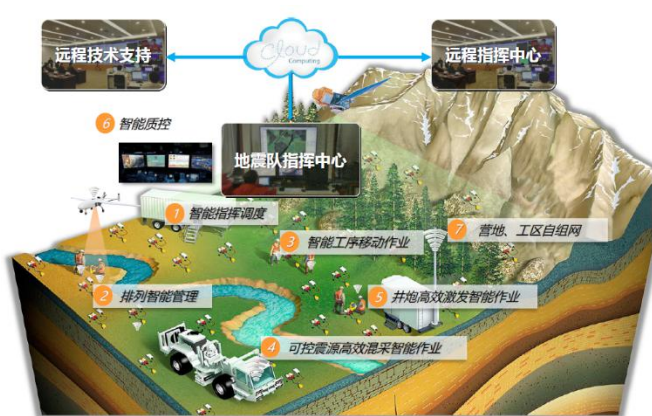 远程技术支持
Cloud
Computing
远程指挥中心
6 智能质控
地震队指挥中心
1 智能指挥调度
7 营地、工区自组网
3 智能工序移动作业
2 排列智能管理
5 井炮高效激发智能作业
4 可控震源高效混采智能作业